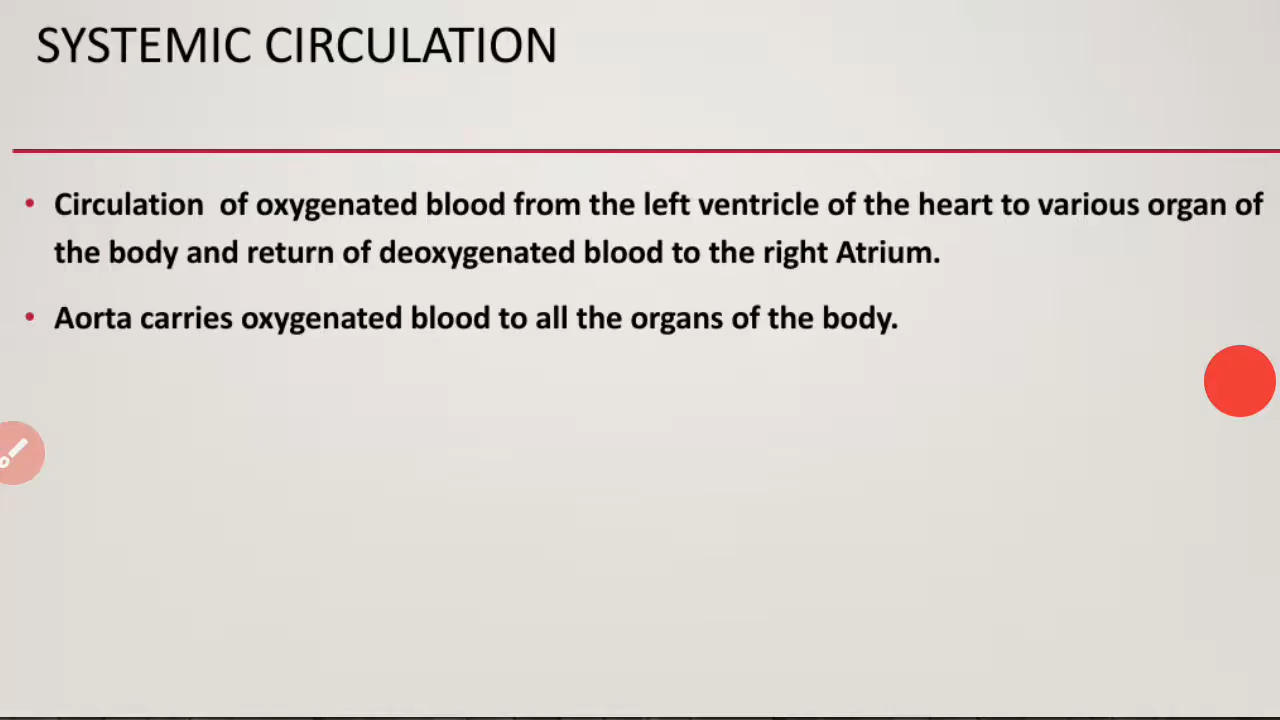 SYSTEMIC CIRCULATION
• Circulation  of oxygenated blood from the left ventricle of the heart to various organ of
the body and return of deoxygenated blood to the right Atrium.
• Aorta carries oxygenated blood to all the organs of the body.